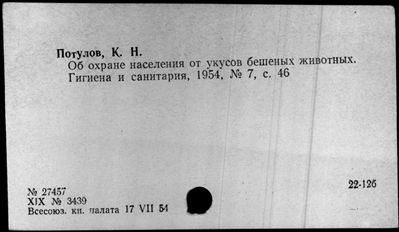 Потулов, К. Н.
Об охране населения от укусов бешеных животных.
Гигиена и санитария, 1954, № 7, с. 46
22-126
№ 27457
XIX № 3439
Всесоюз. кн. палата 17 VII 54